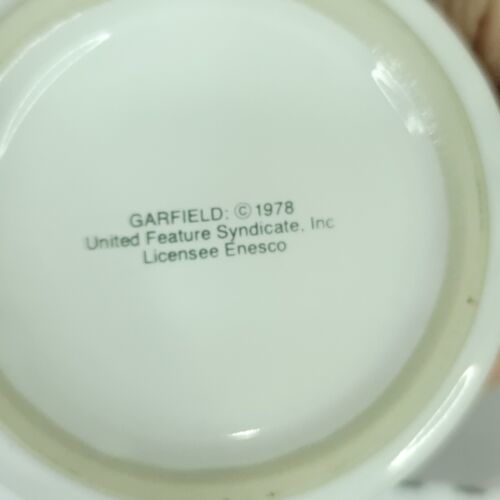 GARFIELD: © 1978
United Feature Syndicate, Inc
Licensee Enesco